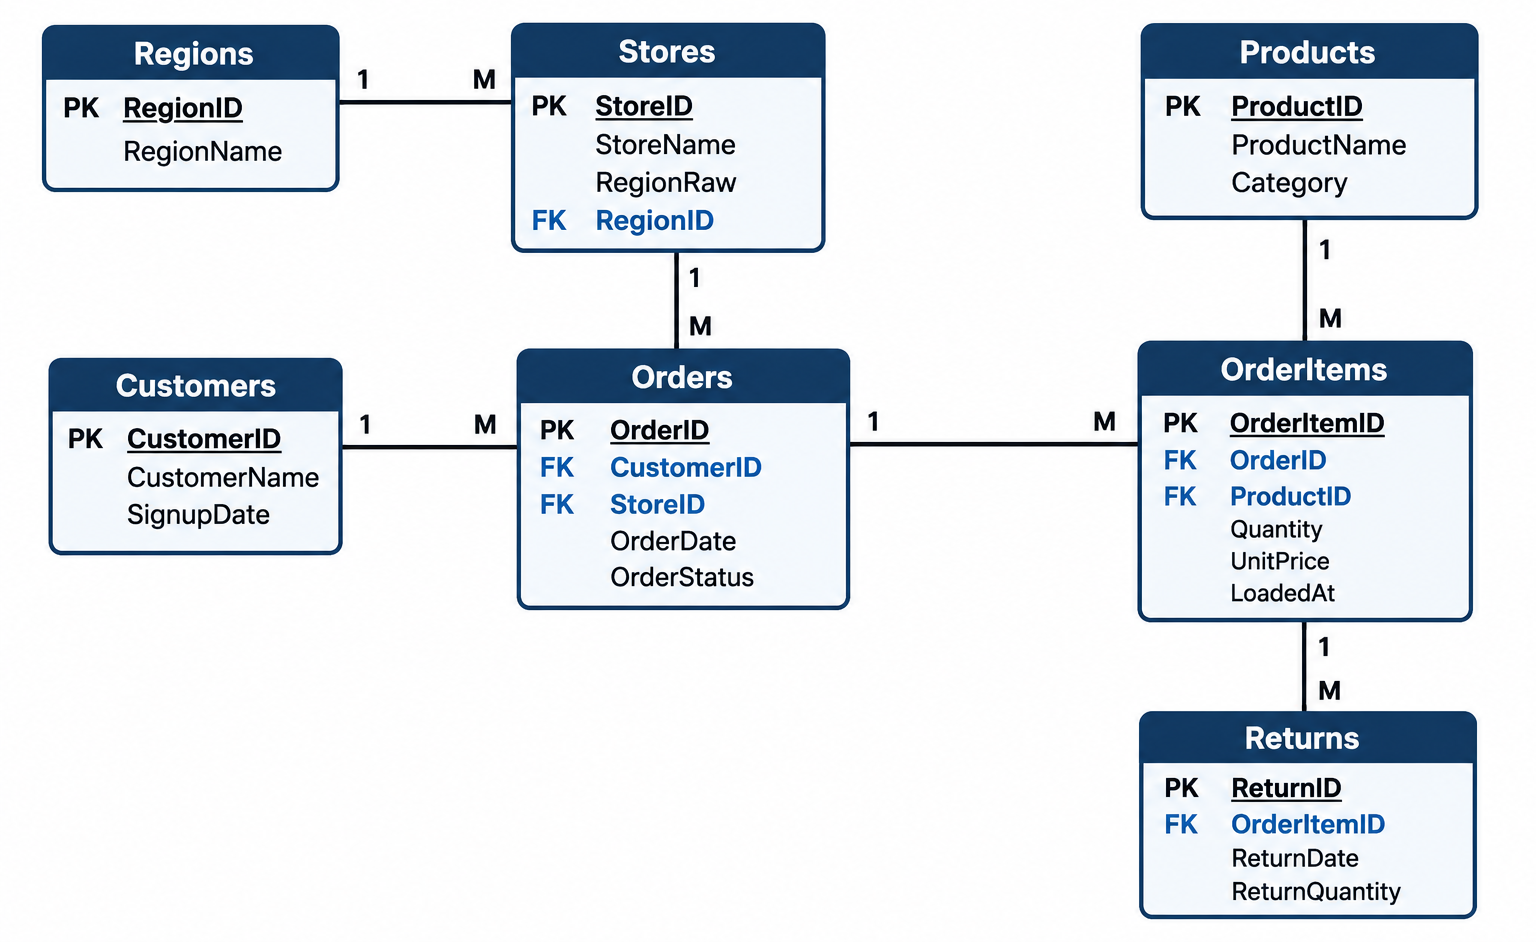 Regions
PK RegionID
RegionName
1 M
Stores
PK StoreID
StoreName
RegionRaw
FK RegionID
1
M
Products
PK ProductID
ProductName
Category
1
M
Customers
PK CustomerID
CustomerName
SignupDate
1 M
Orders
PK OrderID
FK CustomerID
FK StoreID
OrderDate
OrderStatus
1 M
OrderItems
PK OrderItemID
FK OrderID
FK ProductID
Quantity
UnitPrice
LoadedAt
1
M
Returns
PK ReturnID
FK OrderItemID
ReturnDate
ReturnQuantity